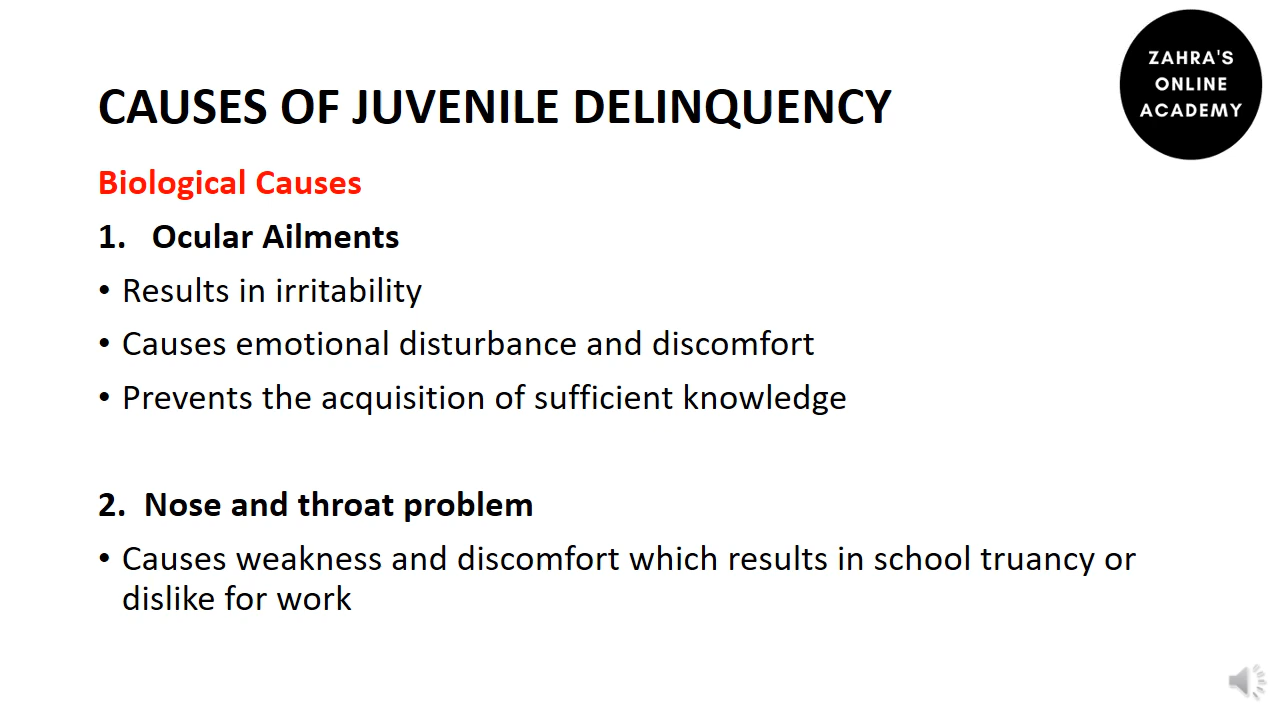 ZAHRA'S
ONLINE
ACADEMY
CAUSES OF JUVENILE DELINQUENCY
Biological Causes
1. Ocular Ailments
• Results in irritability
• Causes emotional disturbance and discomfort
• Prevents the acquisition of sufficient knowledge
2. Nose and throat problem
• Causes weakness and discomfort which results in school truancy or
dislike for work